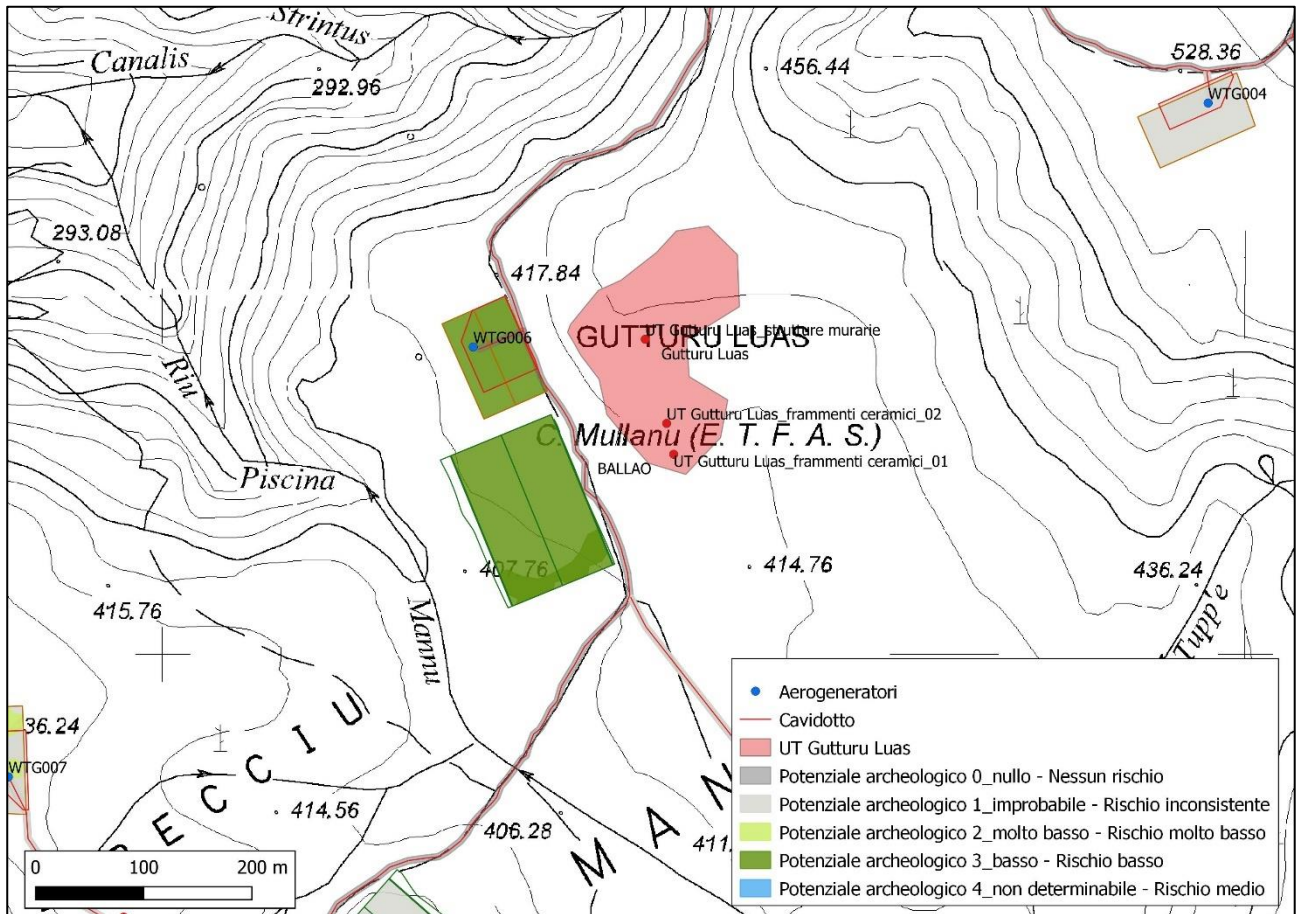 Strintus
Canalis
292.96
456.44
528.36
WTG004
293.08
417.84
WTG006
GUTTURU LUAS
UT Gutturu Luas_strutture murarie
Gutturu Luas
Riu
UT Gutturu Luas_frammenti ceramici_02
C. Mullanu (E. T. F. A. S.)
BALLAO
UT Gutturu Luas_frammenti ceramici_01
Piscina
407.76
414.76
436.24
415.76
Mannu
Tupp'e
36.24
WTG007
ECCIU
414.56
406.28
MAN
411.
0 100 200 m
Aerogeneratori
Cavidotto
UT Gutturu Luas
Potenziale archeologico 0_nullo - Nessun rischio
Potenziale archeologico 1_improbabile - Rischio inconsistente
Potenziale archeologico 2_molto basso - Rischio molto basso
Potenziale archeologico 3_basso - Rischio basso
Potenziale archeologico 4_non determinabile - Rischio medio